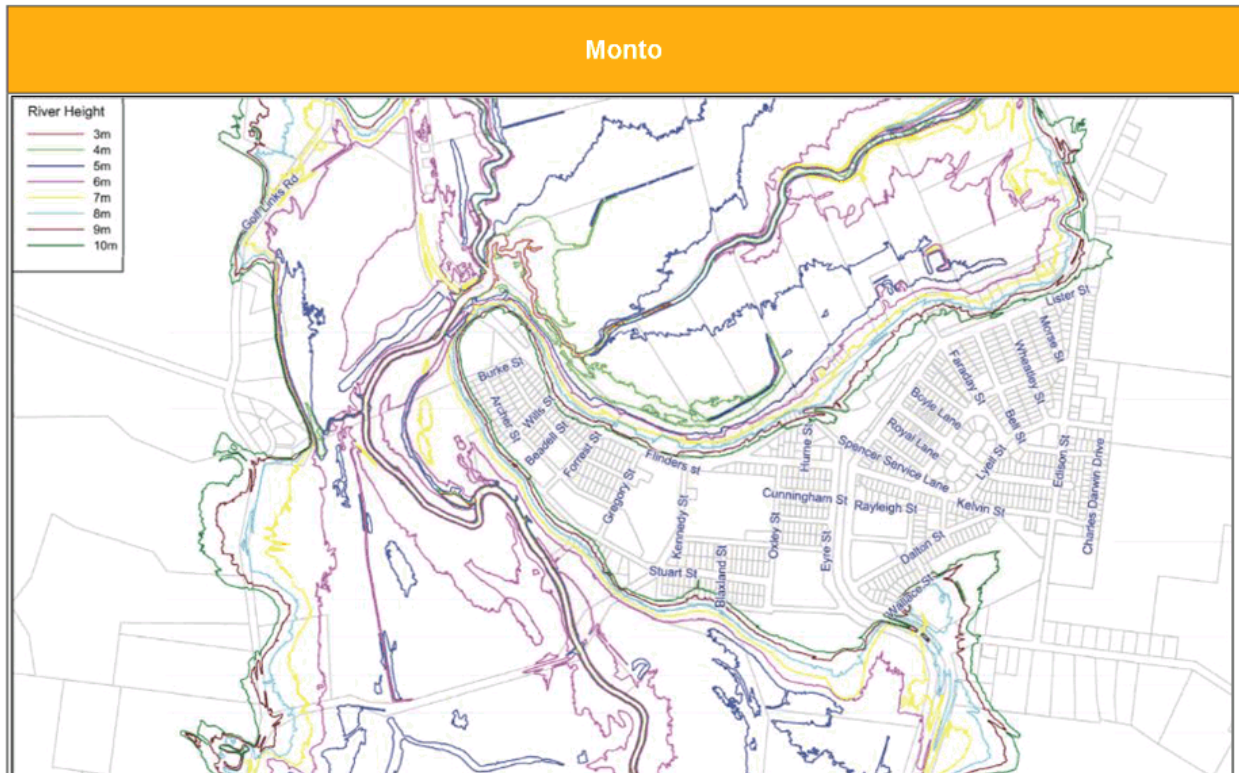 Monto
River Height
3m
4m
5m
6m
7m
8m
9m
10m
Golf Links Rd
Lister St
Morse St
Wheatley St
Faraday St
Burke St
Wills St
Archer St
Boyle Lane
Bell St
Beadell St
Royal Lane
Forrest St
Hume St
Spencer Service Lane
Lyell St
Edison St
Flinders st
Charles Darwin Drive
Gregory St
Cunningham St
Rayleigh St
Kelvin St
Kennedy St
Oxley St
Eyre St
Dalton St
Stuart St
Blaxland St
Wallace St